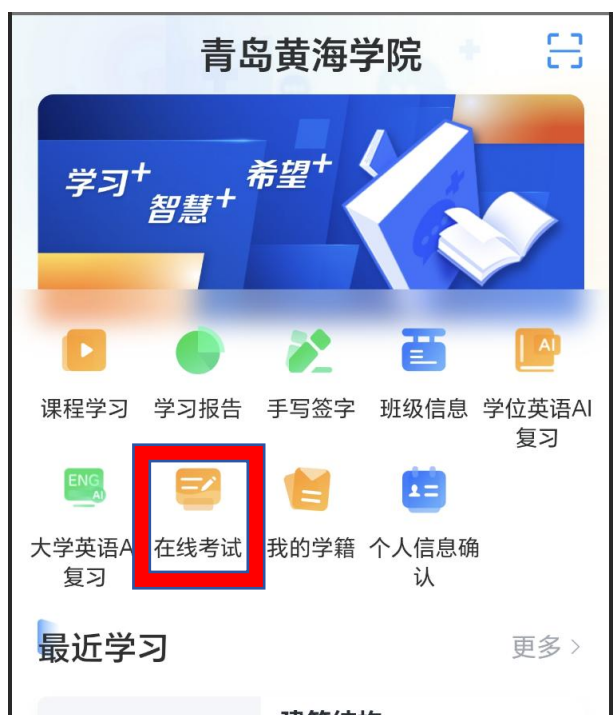 青岛黄海学院
学习+
智慧+
希望+
课程学习 学习报告 手写签字 班级信息 学位英语AI
复习
AI
ENG
AI
大学英语A 在线考试 我的学籍 个人信息确
复习 认
最近学习 更多 >